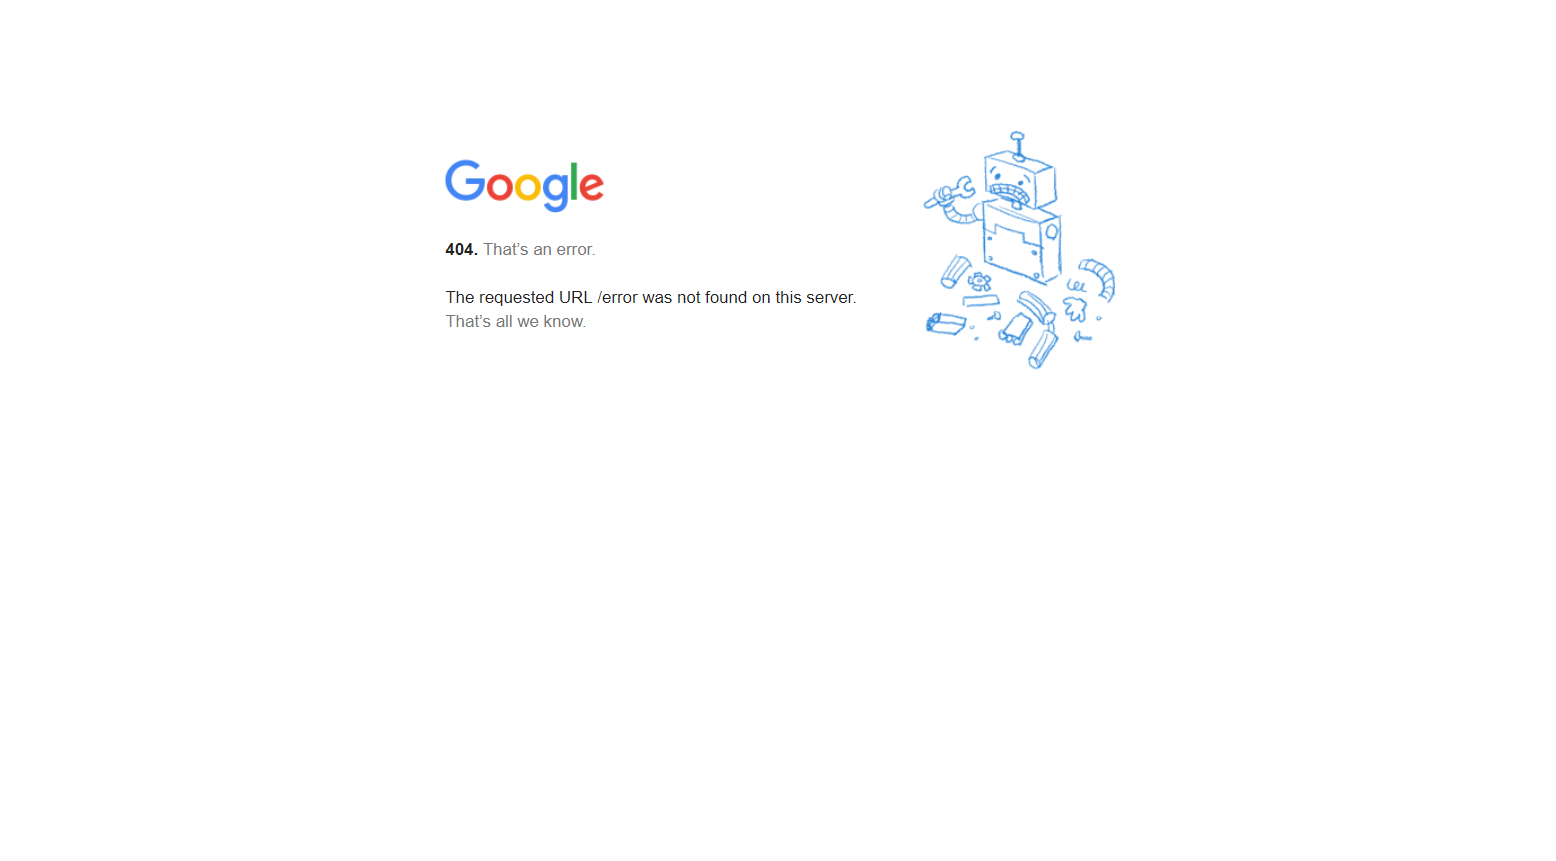 Google
404. That’s an error.
The requested URL /error was not found on this server.
That’s all we know.